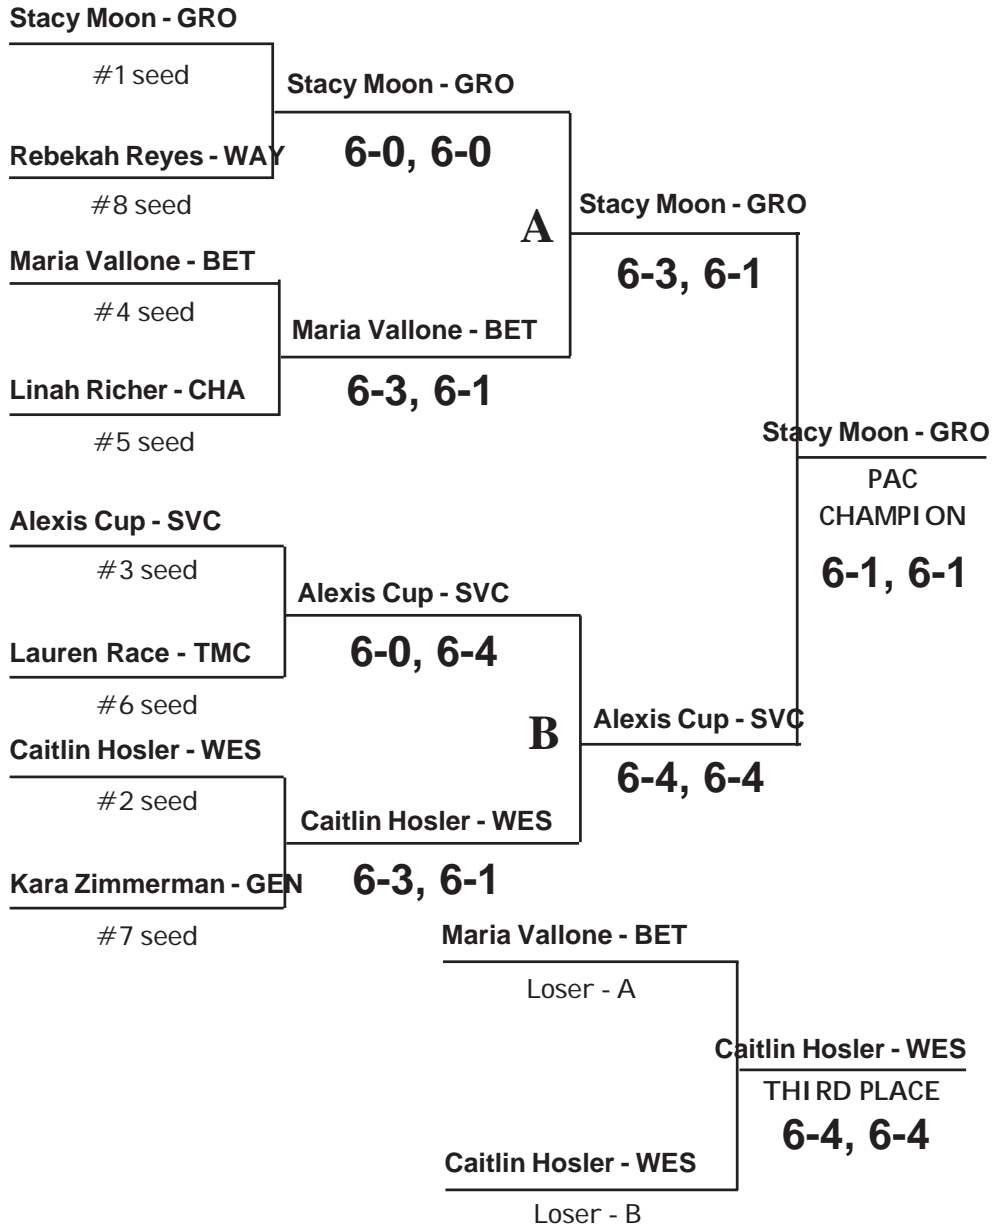 Stacy Moon - GRO
#1 seed
Stacy Moon - GRO
Rebekah Reyes - WAY
6-0, 6-0
#8 seed
Stacy Moon - GRO
A
Maria Vallone - BET
6-3, 6-1
#4 seed
Maria Vallone - BET
Linah Richer - CHA
6-3, 6-1
#5 seed
Stacy Moon - GRO
PAC
CHAMPION
6-1, 6-1
Alexis Cup - SVC
#3 seed
Alexis Cup - SVC
Lauren Race - TMC
6-0, 6-4
#6 seed
Alexis Cup - SVC
B
Caitlin Hosler - WES
6-4, 6-4
#2 seed
Caitlin Hosler - WES
Kara Zimmerman - GEN
6-3, 6-1
#7 seed
Maria Vallone - BET
Loser - A
Caitlin Hosler - WES
THIRD PLACE
6-4, 6-4
Caitlin Hosler - WES
Loser - B